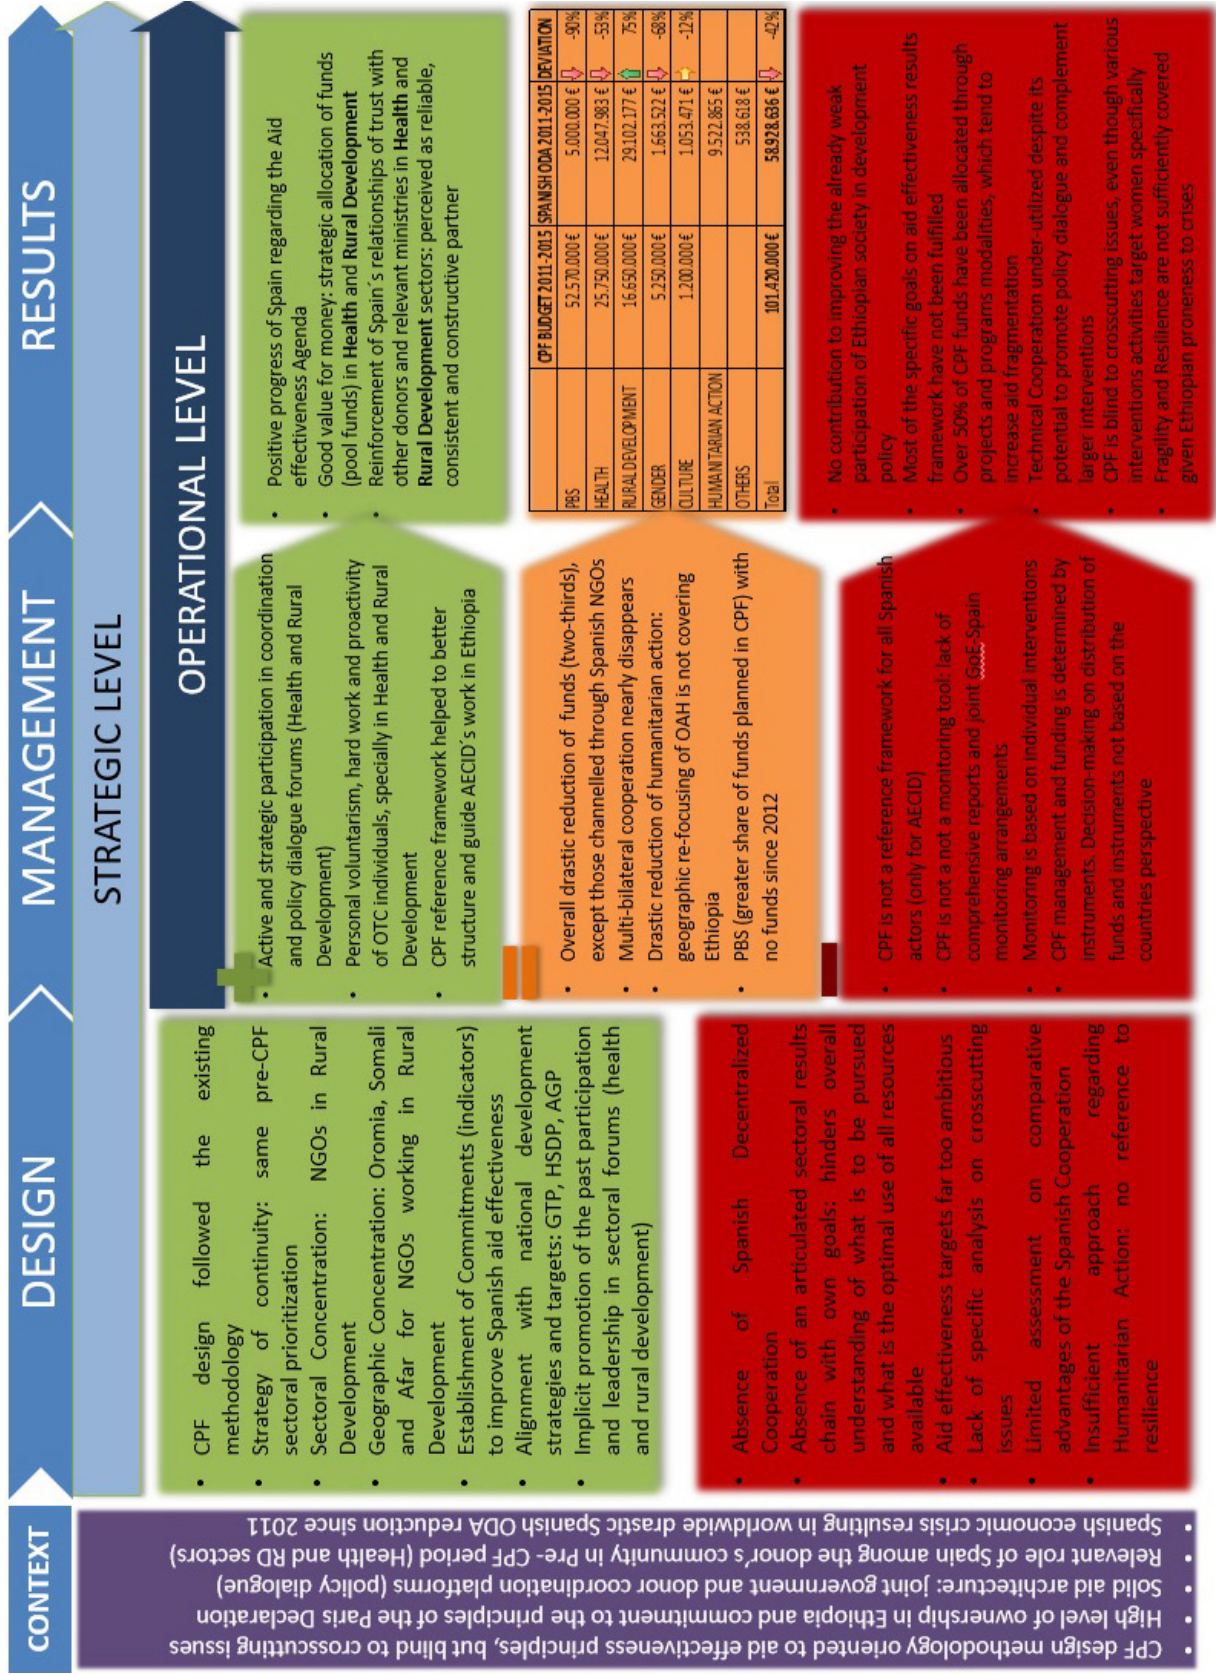 CONTEXT
DESIGN
MANAGEMENT
RESULTS
STRATEGIC LEVEL
OPERATIONAL LEVEL
• CPF design methodology oriented to aid effectiveness principles, but blind to crosscutting issues
• High level of ownership in Ethiopia and commitment to the principles of the Paris Declaration
• Solid aid architecture: joint government and donor coordination platforms (policy dialogue)
• Relevant role of Spain among the donor's community in Pre- CPF period (Health and RD sectors)
• Spanish economic crisis resulting in worldwide drastic Spanish ODA reduction since 2011
• CPF design followed the existing
methodology
• Strategy of continuity: same pre-CPF
sectoral prioritization
• Sectoral Concentration: NGOs in Rural
Development
• Geographic Concentration: Oromia, Somali
and Afar for NGOs working in Rural
Development
• Establishment of Commitments (indicators)
to improve Spanish aid effectiveness
• Alignment with national development
strategies and targets: GTP, HSDP, AGP
• Implicit promotion of the past participation
and leadership in sectoral forums (health
and rural development)
• Absence of Spanish Decentralized
Cooperation
• Absence of an articulated sectoral results
chain with own goals: hinders overall
understanding of what is to be pursued
and what is the optimal use of all resources
available
• Aid effectiveness targets far too ambitious
• Lack of specific analysis on crosscutting
issues
• Limited assessment on comparative
advantages of the Spanish Cooperation
• Insufficient approach regarding
Humanitarian Action: no reference to
resilience
• Active and strategic participation in coordination
and policy dialogue forums (Health and Rural
Development)
• Personal voluntarism, hard work and proactivity
of OTC individuals, specially in Health and Rural
Development
• CPF reference framework helped to better
structure and guide AECID´s work in Ethiopia
• Overall drastic reduction of funds (two-thirds),
except those channelled through Spanish NGOs
• Multi-bilateral cooperation nearly disappears
• Drastic reduction of humanitarian action:
geographic re-focusing of OAH is not covering
Ethiopia
• PBS (greater share of funds planned in CPF) with
no funds since 2012
• CPF is not a reference framework for all Spanish
actors (only for AECID)
• CPF is not a not a monitoring tool: lack of
comprehensive reports and joint GoE-Spain
monitoring arrangements
• Monitoring is based on individual interventions
• CPF management and funding is determined by
instruments. Decision-making on distribution of
funds and instruments not based on the
countries perspective
• Positive progress of Spain regarding the Aid
effectiveness Agenda
• Good value for money: strategic allocation of funds
(pool funds) in Health and Rural Development
• Reinforcement of Spain´s relationships of trust with
other donors and relevant ministries in Health and
Rural Development sectors: perceived as reliable,
consistent and constructive partner
CPF BUDGET 2011-2015 SPANISH ODA 2011-2015 DEVIATION
PBS 52.570.000 € 5.000.000 € -90%
HEALTH 25.750.000 € 12.047.983 € -53%
RURAL DEVELOPMENT 16.650.000 € 29.102.177 € 75%
GENDER 5.250.000 € 1.663.522 € -68%
CULTURE 1.200.000 € 1.053.471 € -12%
HUMANITARIAN ACTION 9.522.865 €
OTHERS 538.618 €
Total 101.420.000 € 58.928.636 € -42%
• No contribution to improving the already weak
participation of Ethiopian society in development
policy
• Most of the specific goals on aid effectiveness results
framework have not been fulfilled
• Over 50% of CPF funds have been allocated through
projects and programs modalities, which tend to
increase aid fragmentation
• Technical Cooperation under-utilized despite its
potential to promote policy dialogue and complement
larger interventions
• CPF is blind to crosscutting issues, even though various
interventions activities target women specifically
• Fragility and Resilience are not sufficiently covered
given Ethiopian proneness to crises